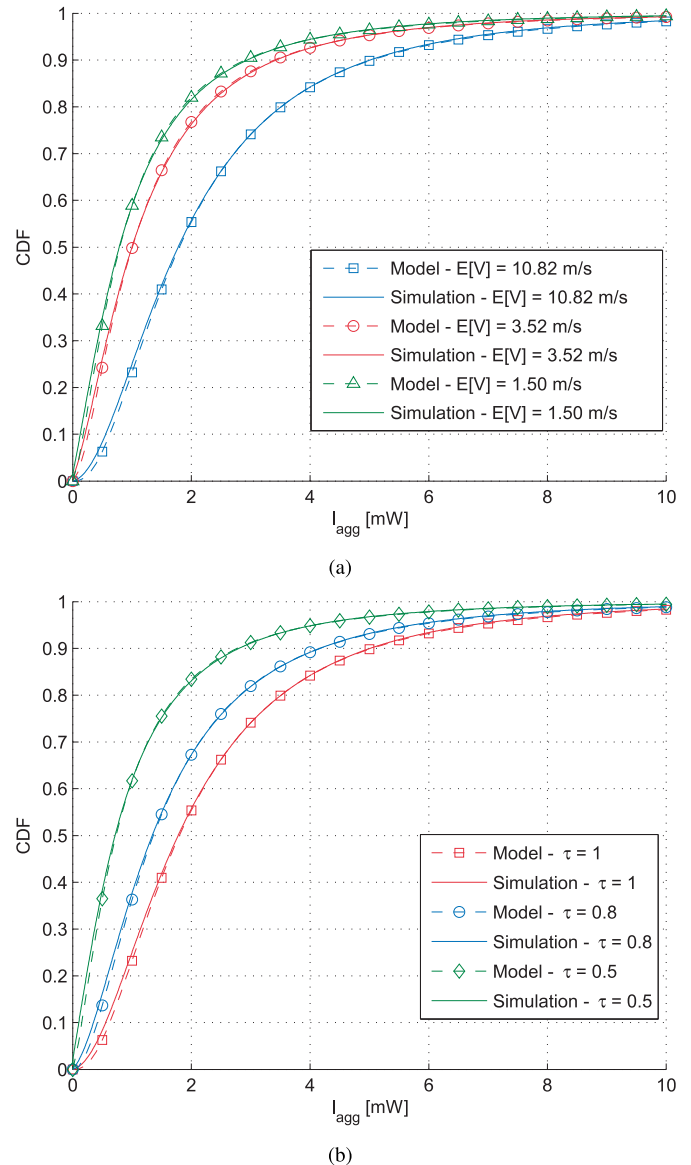 1
0.9
0.8
0.7
0.6
0.5
0.4
0.3
0.2
0.1
0
CDF
Model - E[V] = 10.82 m/s
Simulation - E[V] = 10.82 m/s
Model - E[V] = 3.52 m/s
Simulation - E[V] = 3.52 m/s
Model - E[V] = 1.50 m/s
Simulation - E[V] = 1.50 m/s
0 2 4 6 8 10
I_agg [mW]
(a)
1
0.9
0.8
0.7
0.6
0.5
0.4
0.3
0.2
0.1
0
CDF
Model - τ = 1
Simulation - τ = 1
Model - τ = 0.8
Simulation - τ = 0.8
Model - τ = 0.5
Simulation - τ = 0.5
0 2 4 6 8 10
I_agg [mW]
(b)